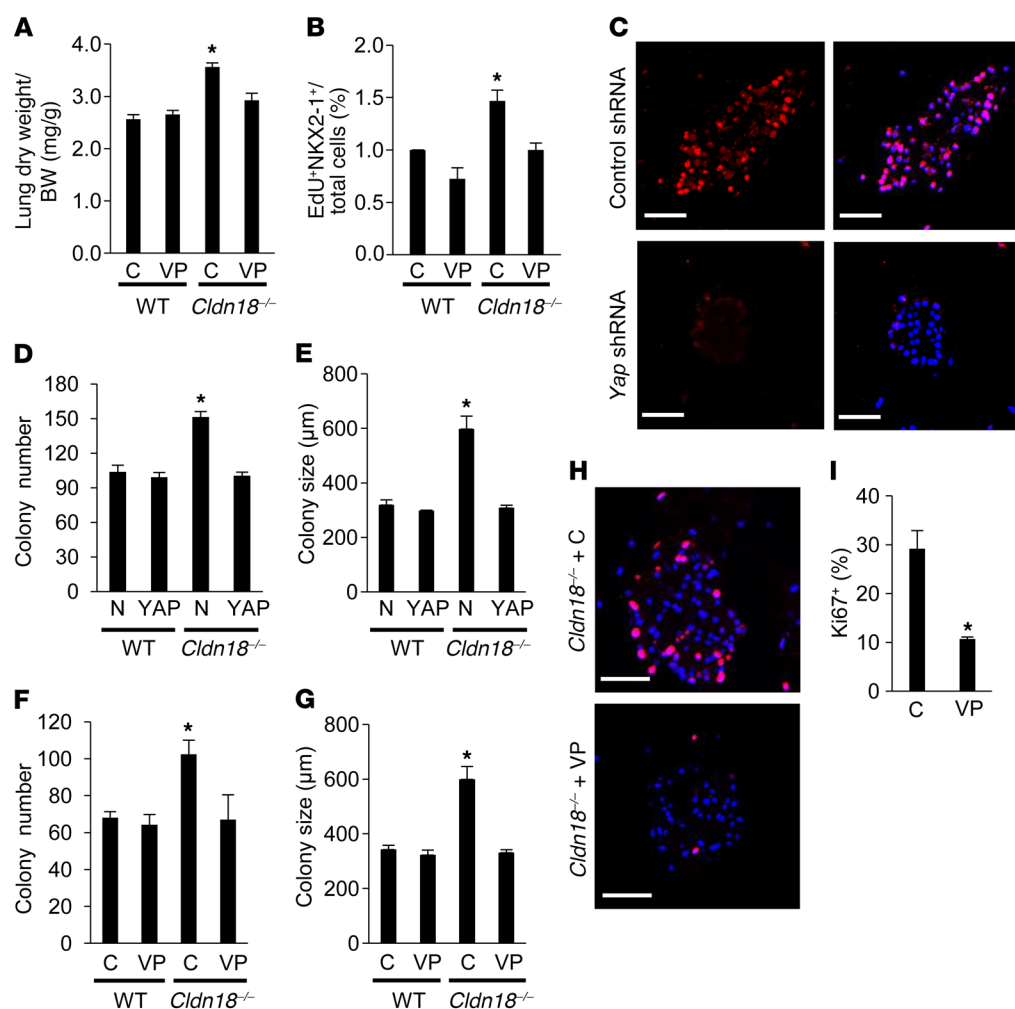 A
Lung dry weight/
BW (mg/g)
4.0
3.0
2.0
1.0
0.0
*
C VP C VP
WT Cldn18⁻/⁻
B
EdU⁺NKX2-1⁺/
total cells (%)
2.0
1.5
1.0
0.5
0.0
*
C VP C VP
WT Cldn18⁻/⁻
C
Control shRNA
Yap shRNA
D
Colony number
180
150
120
90
60
30
0
*
N YAP N YAP
WT Cldn18⁻/⁻
E
Colony size (µm)
800
600
400
200
0
*
N YAP N YAP
WT Cldn18⁻/⁻
F
Colony number
120
100
80
60
40
20
0
*
C VP C VP
WT Cldn18⁻/⁻
G
Colony size (µm)
800
600
400
200
0
*
C VP C VP
WT Cldn18⁻/⁻
H
Cldn18⁻/⁻ + C
Cldn18⁻/⁻ + VP
I
Ki67⁺ (%)
40
30
20
10
0
*
C VP